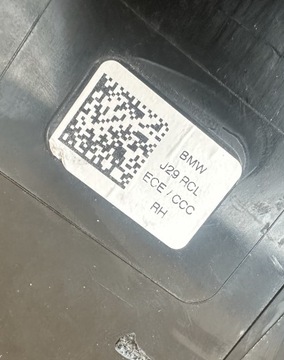 BMW
J29 RCL
ECE / CCC
RH